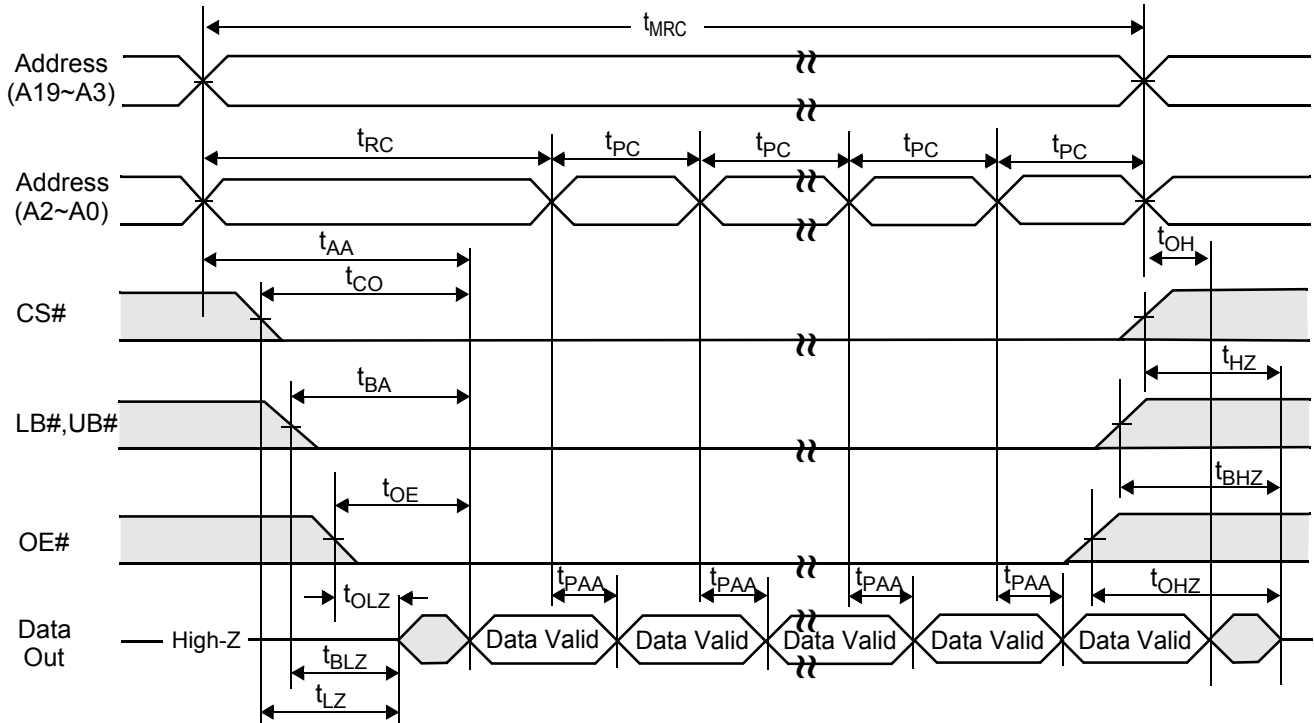 tMRC
Address
(A19~A3)
tRC
tPC
tPC
tPC
tPC
Address
(A2~A0)
tAA
tOH
tCO
CS#
tHZ
tBA
LB#,UB#
tBHZ
tOE
OE#
tPAA
tPAA
tPAA
tPAA
tOHZ
tOLZ
Data
Out
High-Z
Data Valid
Data Valid
Data Valid
Data Valid
Data Valid
tBLZ
tLZ